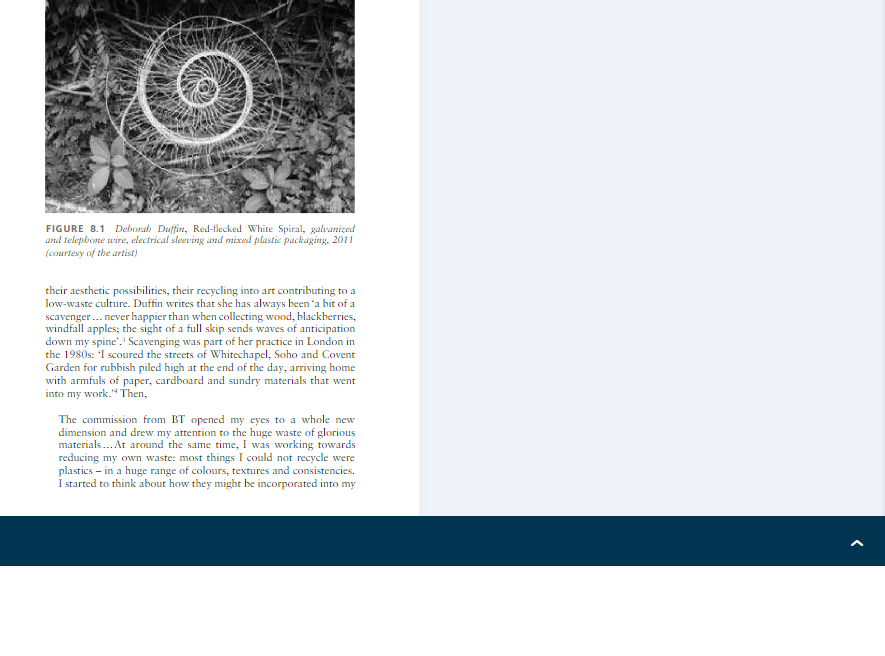 FIGURE 8.1 Deborah Duffin, Red-flecked White Spiral, galvanized
and telephone wire, electrical sleeving and mixed plastic packaging, 2011
(courtesy of the artist)
their aesthetic possibilities, their recycling into art contributing to a
low-waste culture. Duffin writes that she has always been ‘a bit of a
scavenger … never happier than when collecting wood, blackberries,
windfall apples; the sight of a full skip sends waves of anticipation
down my spine’.³ Scavenging was part of her practice in London in
the 1980s: ‘I scoured the streets of Whitechapel, Soho and Covent
Garden for rubbish piled high at the end of the day, arriving home
with armfuls of paper, cardboard and sundry materials that went
into my work.’⁴ Then,
The commission from BT opened my eyes to a whole new
dimension and drew my attention to the huge waste of glorious
materials … At around the same time, I was working towards
reducing my own waste: most things I could not recycle were
plastics – in a huge range of colours, textures and consistencies.
I started to think about how they might be incorporated into my